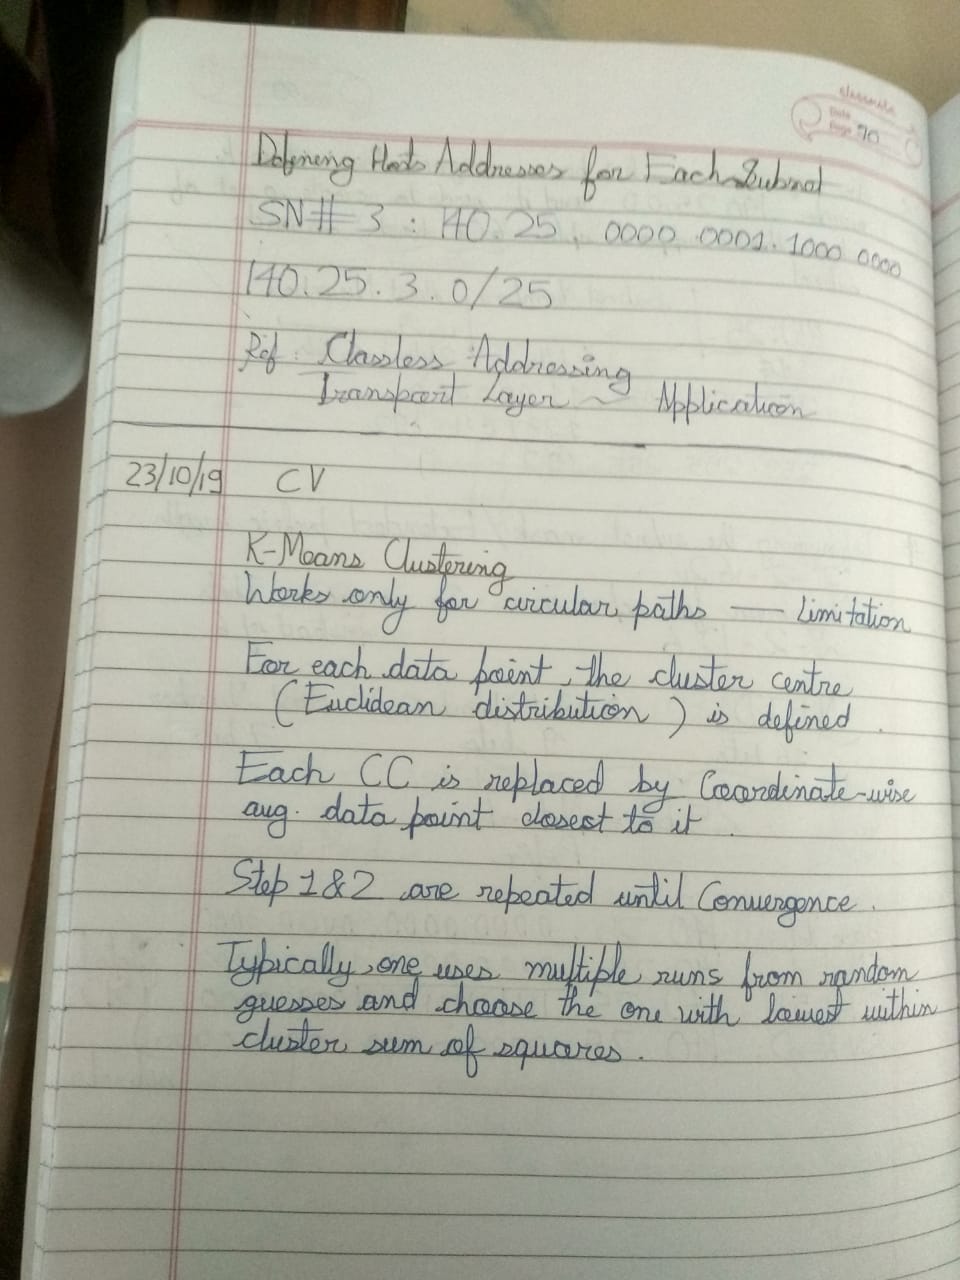 classmate
Date
Page 70
Defining Hosts Addresses for Each Subnet
SN# 3 : 140.25. 0000 0001.1000 0000
140.25.3.0/25
Ref : Classless Addressing
Transport Layer ~ Application
23/10/19 CV
K-Means Clustering
Works only for circular paths — Limitation
For each data point, the cluster centre
(Euclidean distribution) is defined.
Each CC is replaced by Coordinate-wise
avg. data point closest to it.
Step 1&2 are repeated until Convergence.
Typically, one uses multiple runs from random
guesses and choose the one with lowest within
cluster sum of squares.